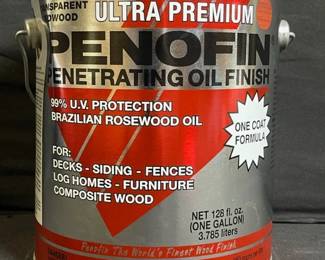 TRANSPARENT
REDWOOD
ULTRA PREMIUM
PENOFIN
PENETRATING OIL FINISH
99% U.V. PROTECTION
BRAZILIAN ROSEWOOD OIL
ONE COAT
FORMULA
FOR:
DECKS - SIDING - FENCES
LOG HOMES - FURNITURE
COMPOSITE WOOD
NET 128 fl. oz.
(ONE GALLON)
3.785 liters
Penofin The World's Finest Wood Finish